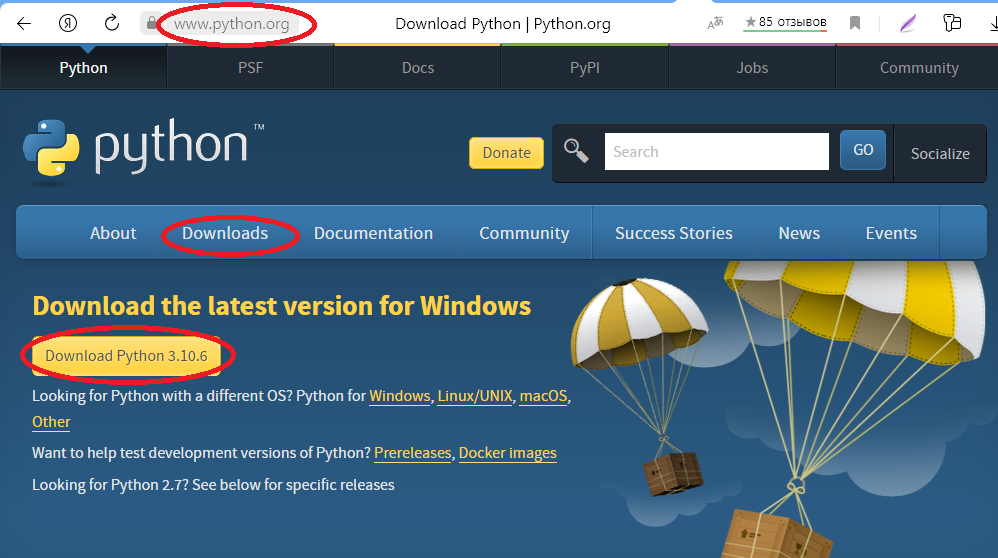 www.python.org Download Python | Python.org 85 отзывов
Python PSF Docs PyPI Jobs Community
python™
Donate Search GO Socialize
About Downloads Documentation Community Success Stories News Events
Download the latest version for Windows
Download Python 3.10.6
Looking for Python with a different OS? Python for Windows, Linux/UNIX, macOS,
Other
Want to help test development versions of Python? Prereleases, Docker images
Looking for Python 2.7? See below for specific releases